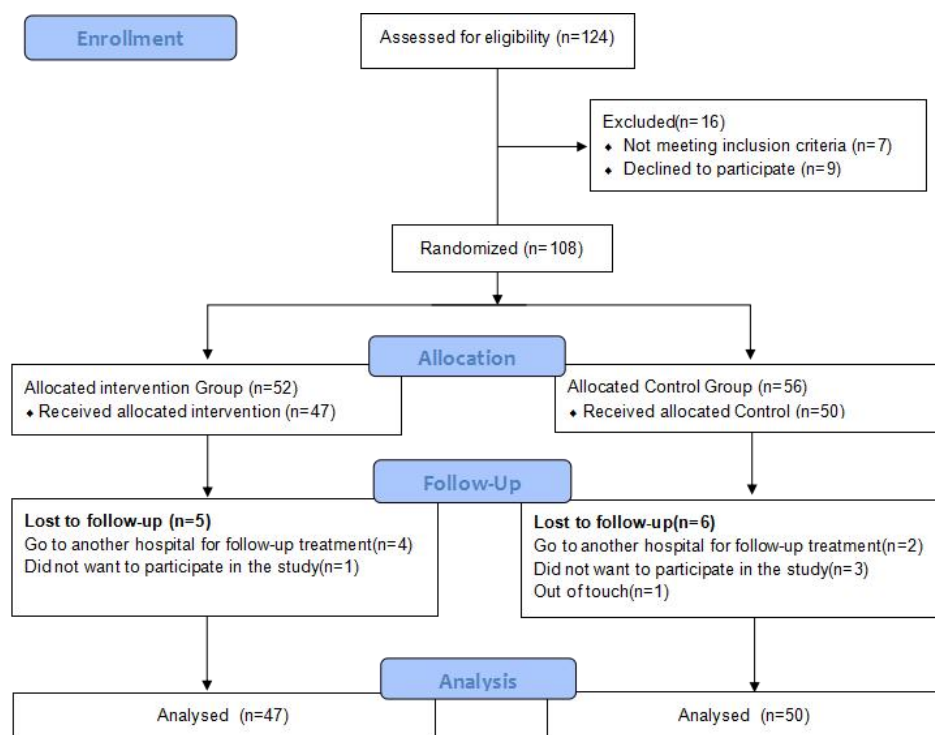 Enrollment
Assessed for eligibility (n=124)
Excluded(n=16)
♦ Not meeting inclusion criteria (n=7)
♦ Declined to participate (n=9)
Randomized (n=108)
Allocation
Allocated intervention Group (n=52)
♦ Received allocated intervention (n=47)
Allocated Control Group (n=56)
♦ Received allocated Control (n=50)
Follow-Up
Lost to follow-up (n=5)
Go to another hospital for follow-up treatment(n=4)
Did not want to participate in the study(n=1)
Lost to follow-up(n=6)
Go to another hospital for follow-up treatment(n=2)
Did not want to participate in the study(n=3)
Out of touch(n=1)
Analysis
Analysed (n=47)
Analysed (n=50)